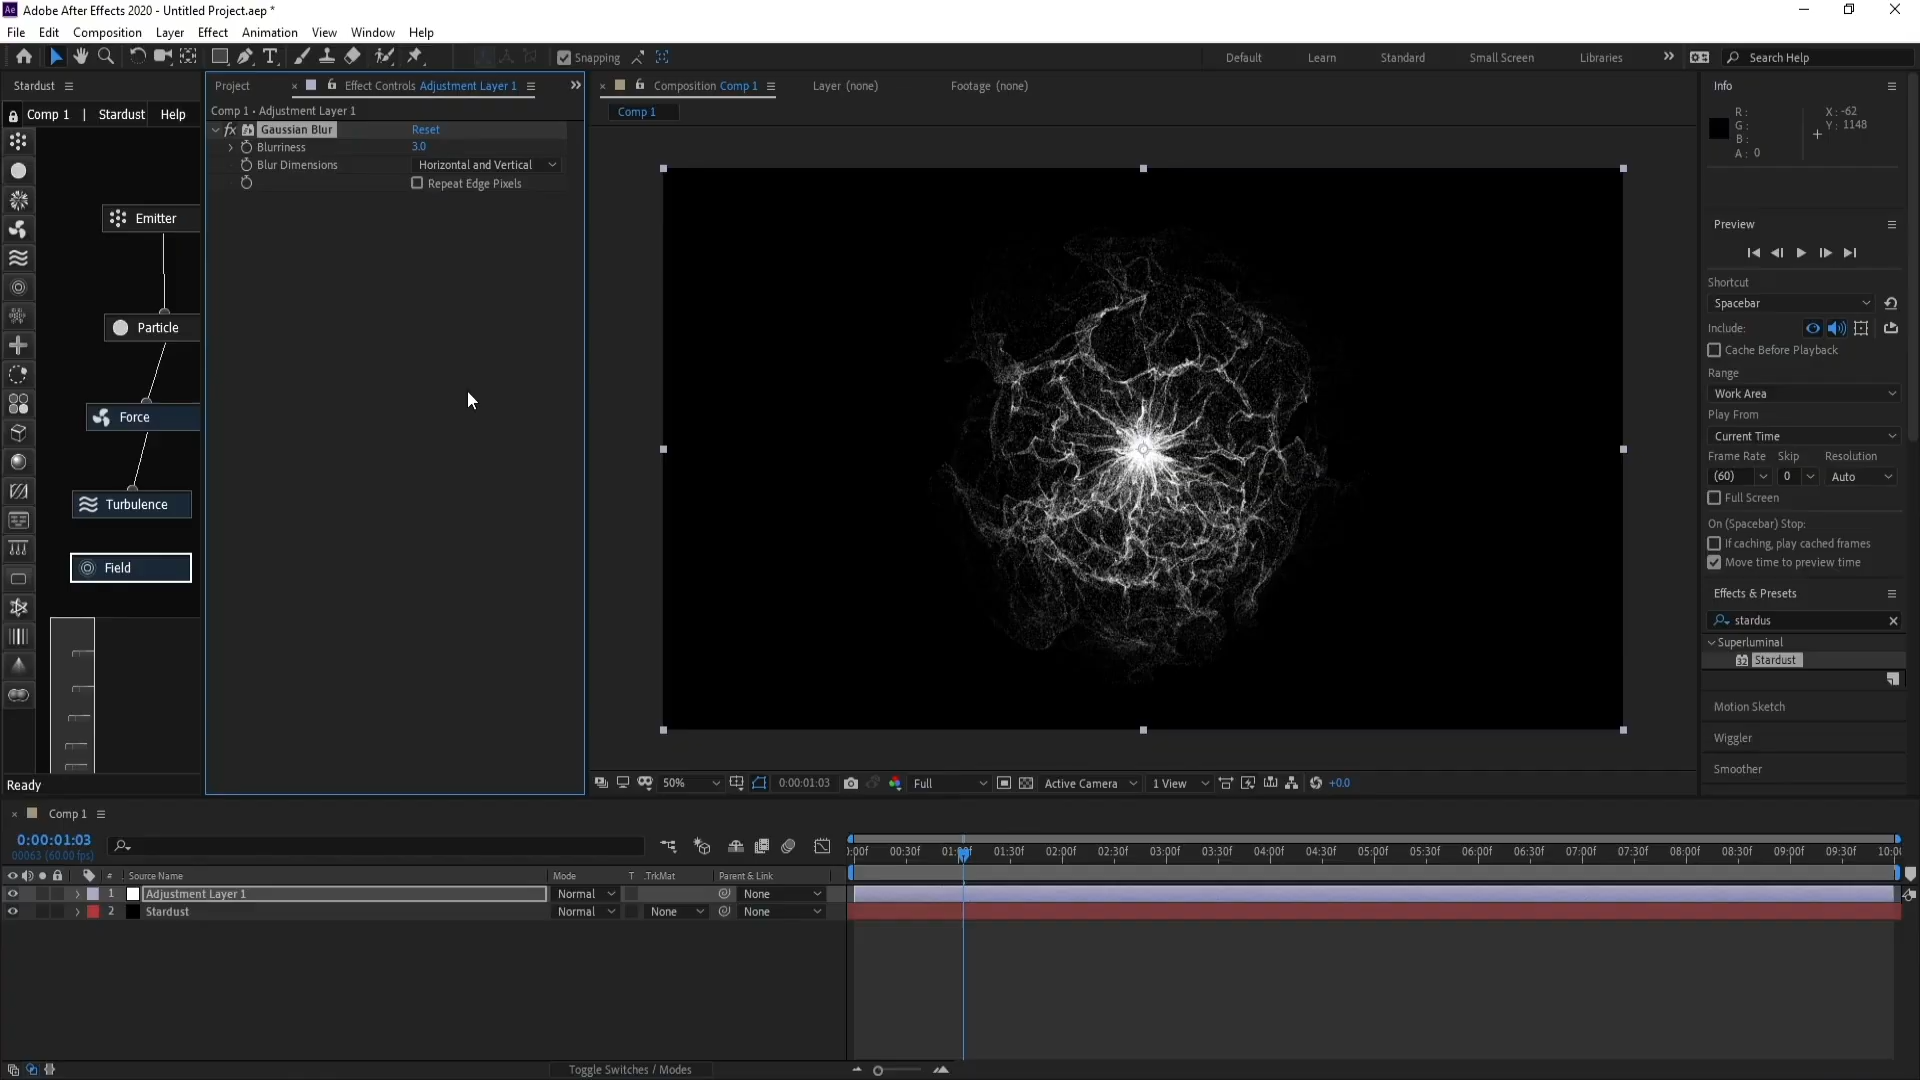 Adobe After Effects 2020 - Untitled Project.aep *
File Edit Composition Layer Effect Animation View Window Help
Snapping
Default Learn Standard Small Screen Libraries Search Help
Stardust
Comp 1 | Stardust Help
Emitter
Particle
Force
Turbulence
Field
Ready
Project Effect Controls Adjustment Layer 1
Comp 1 • Adjustment Layer 1
fx Gaussian Blur Reset
Blurriness 3.0
Blur Dimensions Horizontal and Vertical
Repeat Edge Pixels
Composition Comp 1 Layer (none) Footage (none)
Comp 1
50% 0:00:01:03 Full Active Camera 1 View +0.0
Info
R: X: -62
G: Y: 1148
B:
A: 0
Preview
Shortcut
Spacebar
Include:
Cache Before Playback
Range
Work Area
Play From
Current Time
Frame Rate Skip Resolution
(60) 0 Auto
Full Screen
On (Spacebar) Stop:
If caching, play cached frames
Move time to preview time
Effects & Presets
stardus
Superluminal
32 Stardust
Motion Sketch
Wiggler
Smoother
Comp 1
0:00:01:03
00063 (60.00 fps)
):00f 00:30f 01:00f 01:30f 02:00f 02:30f 03:00f 03:30f 04:00f 04:30f 05:00f 05:30f 06:00f 06:30f 07:00f 07:30f 08:00f 08:30f 09:00f 09:30f 10:0
# Source Name Mode T .TrkMat Parent & Link
1 Adjustment Layer 1 Normal None
2 Stardust Normal None None
Toggle Switches / Modes